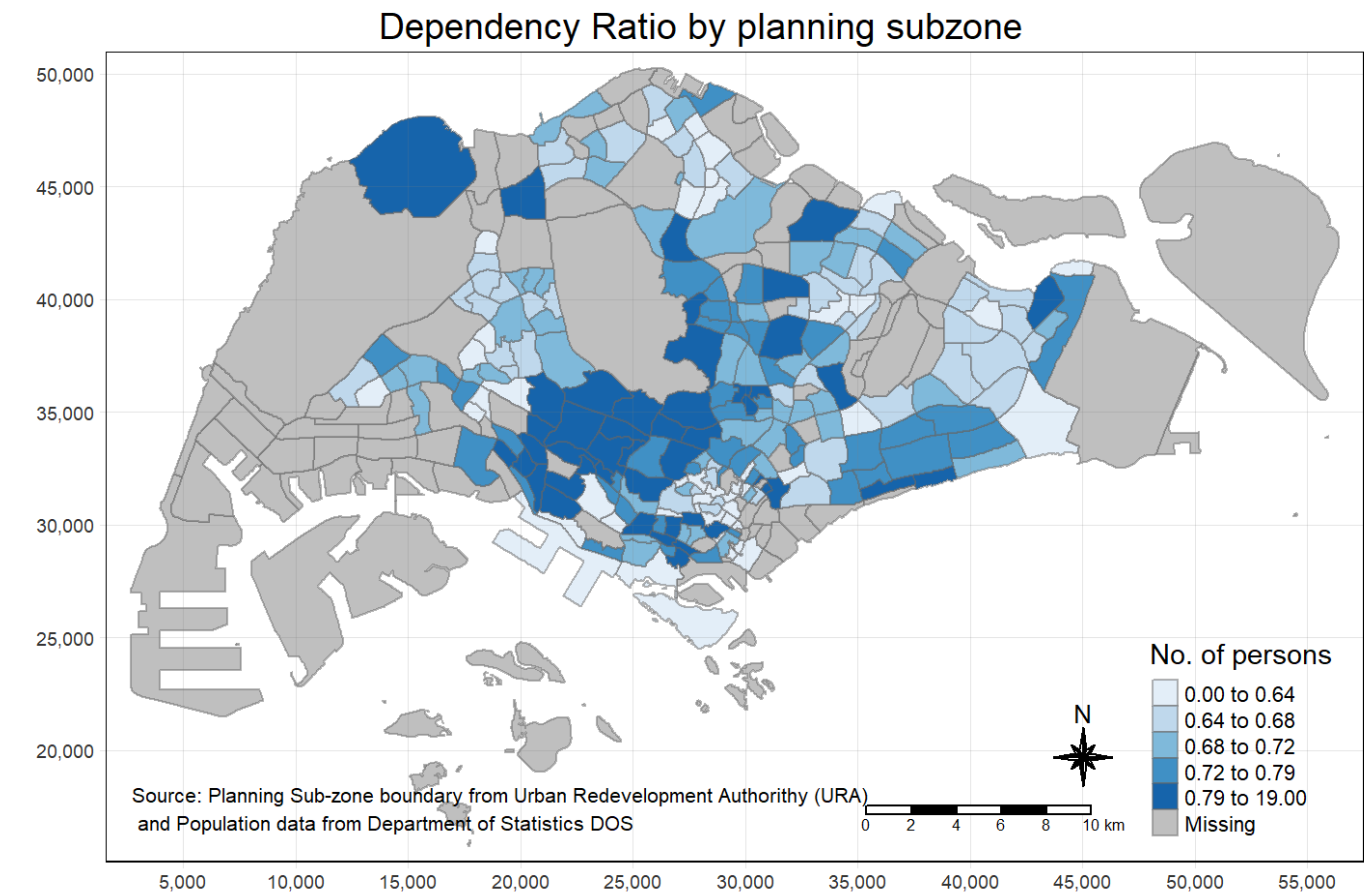 Dependency Ratio by planning subzone
50,000
45,000
40,000
35,000
30,000
25,000
20,000
No. of persons
0.00 to 0.64
0.64 to 0.68
0.68 to 0.72
0.72 to 0.79
0.79 to 19.00
Missing
N
Source: Planning Sub-zone boundary from Urban Redevelopment Authorithy (URA)
and Population data from Department of Statistics DOS
0 2 4 6 8 10 km
5,000 10,000 15,000 20,000 25,000 30,000 35,000 40,000 45,000 50,000 55,000